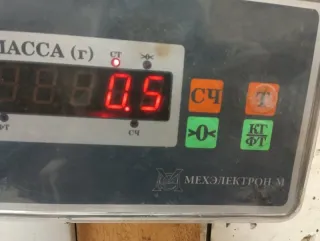 МАССА (г)
СТ
0.5
СЧ
Т
>0<
КГ
ФТ
ФТ
СЧ
МЕХЭЛЕКТРОН-М